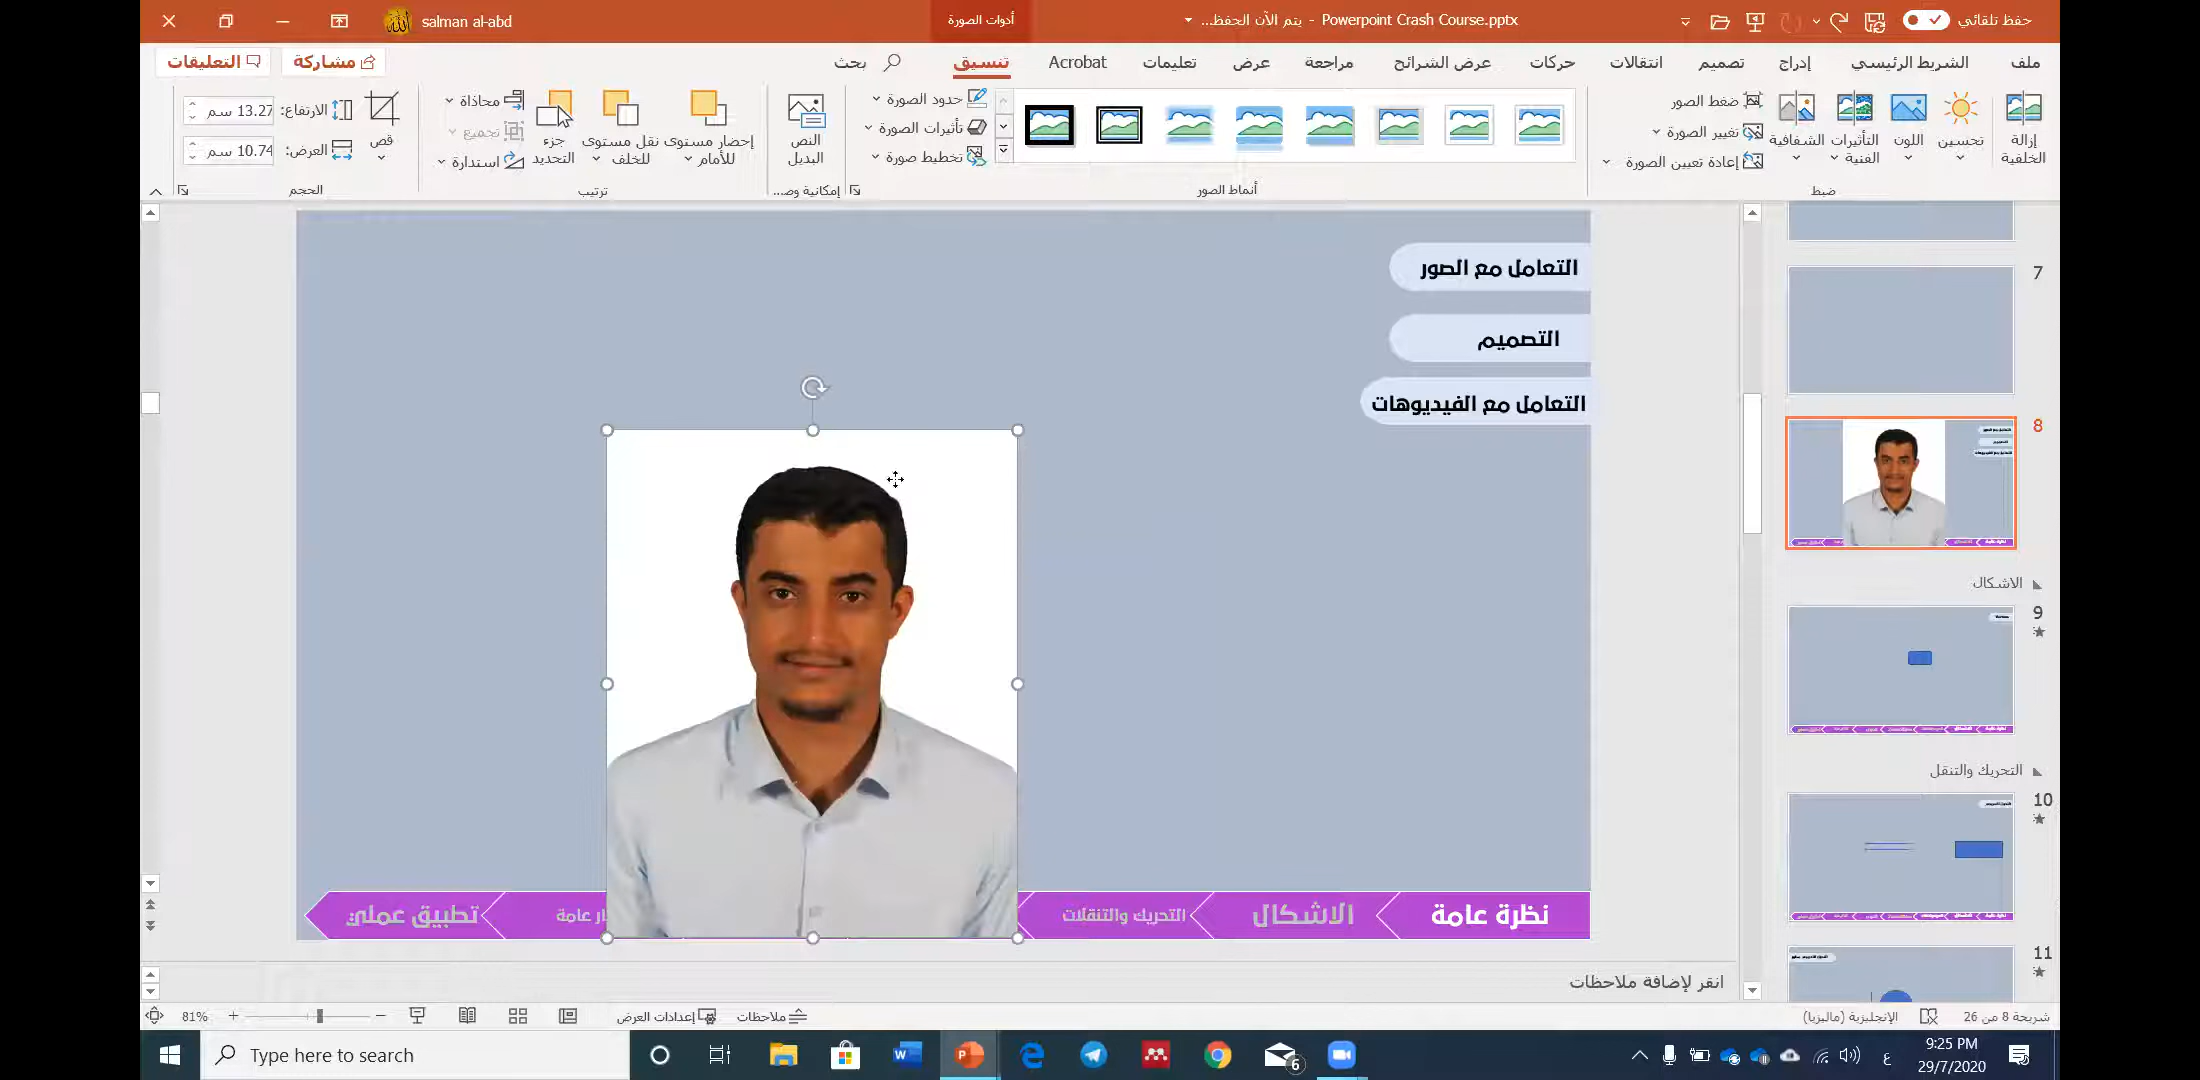 حفظ تلقائي
Powerpoint Crash Course.pptx - يتم الآن الحفظ...
أدوات الصورة
salman al-abd
ملف
الشريط الرئيسي
إدراج
تصميم
انتقالات
حركات
عرض الشرائح
مراجعة
عرض
تعليمات
Acrobat
تنسيق
بحث
مشاركة
التعليقات
إزالة الخلفية
تحسين
اللون
التأثيرات الفنية
الشفافية
ضغط الصور
تغيير الصورة
إعادة تعيين الصورة
ضبط
حدود الصورة
تأثيرات الصورة
تخطيط صورة
أنماط الصور
النص البديل
إمكانية وص...
إحضار مستوى للأمام
نقل مستوى للخلف
جزء التحديد
محاذاة
تجميع
استدارة
ترتيب
قص
الارتفاع: 13.27 سم
العرض: 10.74 سم
الحجم
التعامل مع الصور
التصميم
التعامل مع الفيديوهات
نظرة عامة
الاشكال
التحريك والتنقلات
ار عامة
تطبيق عملي
7
8
الاشكال
9
التحريك والتنقل
10
11
انقر لإضافة ملاحظات
شريحة 8 من 26
الإنجليزية (ماليزيا)
ملاحظات
إعدادات العرض
81%
Type here to search
6
ع
9:25 PM
29/7/2020